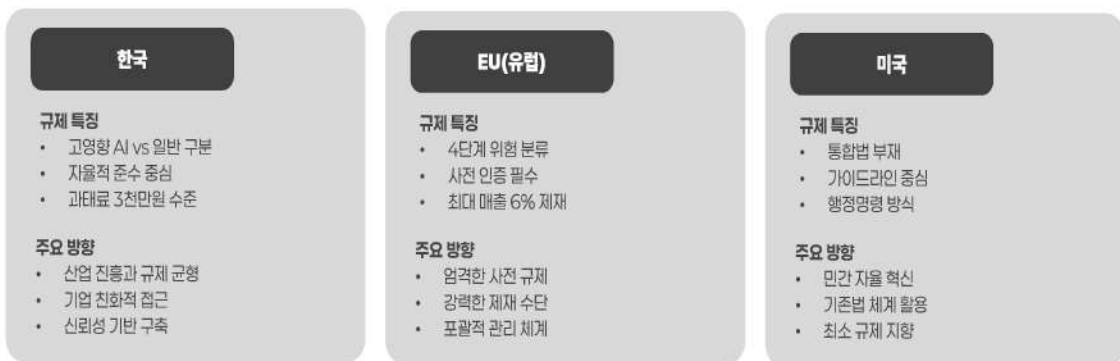 한국
규제 특징
• 고영향 AI vs 일반 구분
• 자율적 준수 중심
• 과태료 3천만원 수준
주요 방향
• 산업 진흥과 규제 균형
• 기업 친화적 접근
• 신뢰성 기반 구축
EU(유럽)
규제 특징
• 4단계 위험 분류
• 사전 인증 필수
• 최대 매출 6% 제재
주요 방향
• 엄격한 사전 규제
• 강력한 제재 수단
• 포괄적 관리 체계
미국
규제 특징
• 통합법 부재
• 가이드라인 중심
• 행정명령 방식
주요 방향
• 민간 자율 혁신
• 기존법 체계 활용
• 최소 규제 지향